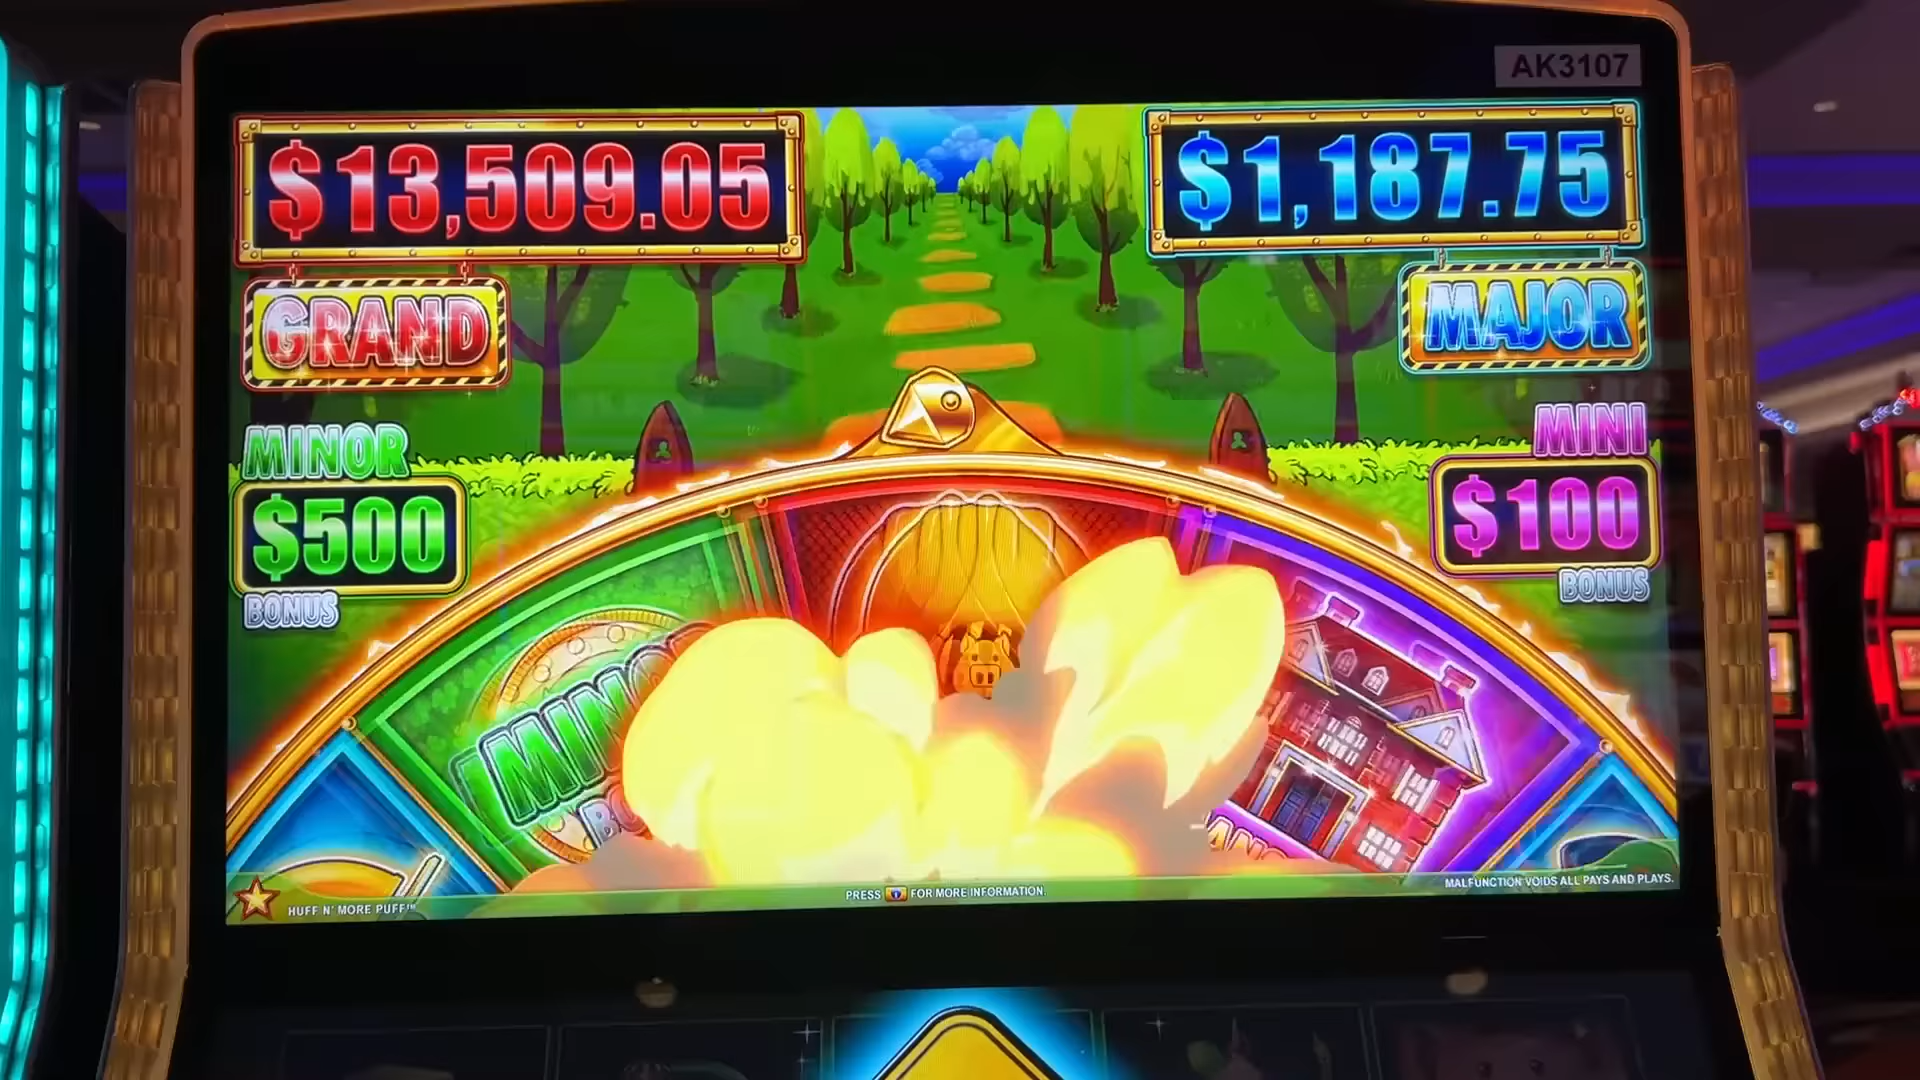 AK3107
$13,509.05
$1,187.75
GRAND
MAJOR
MINOR
$500
BONUS
MINI
$100
BONUS
HUFF N' MORE PUFF™
PRESS FOR MORE INFORMATION.
MALFUNCTION VOIDS ALL PAYS AND PLAYS.